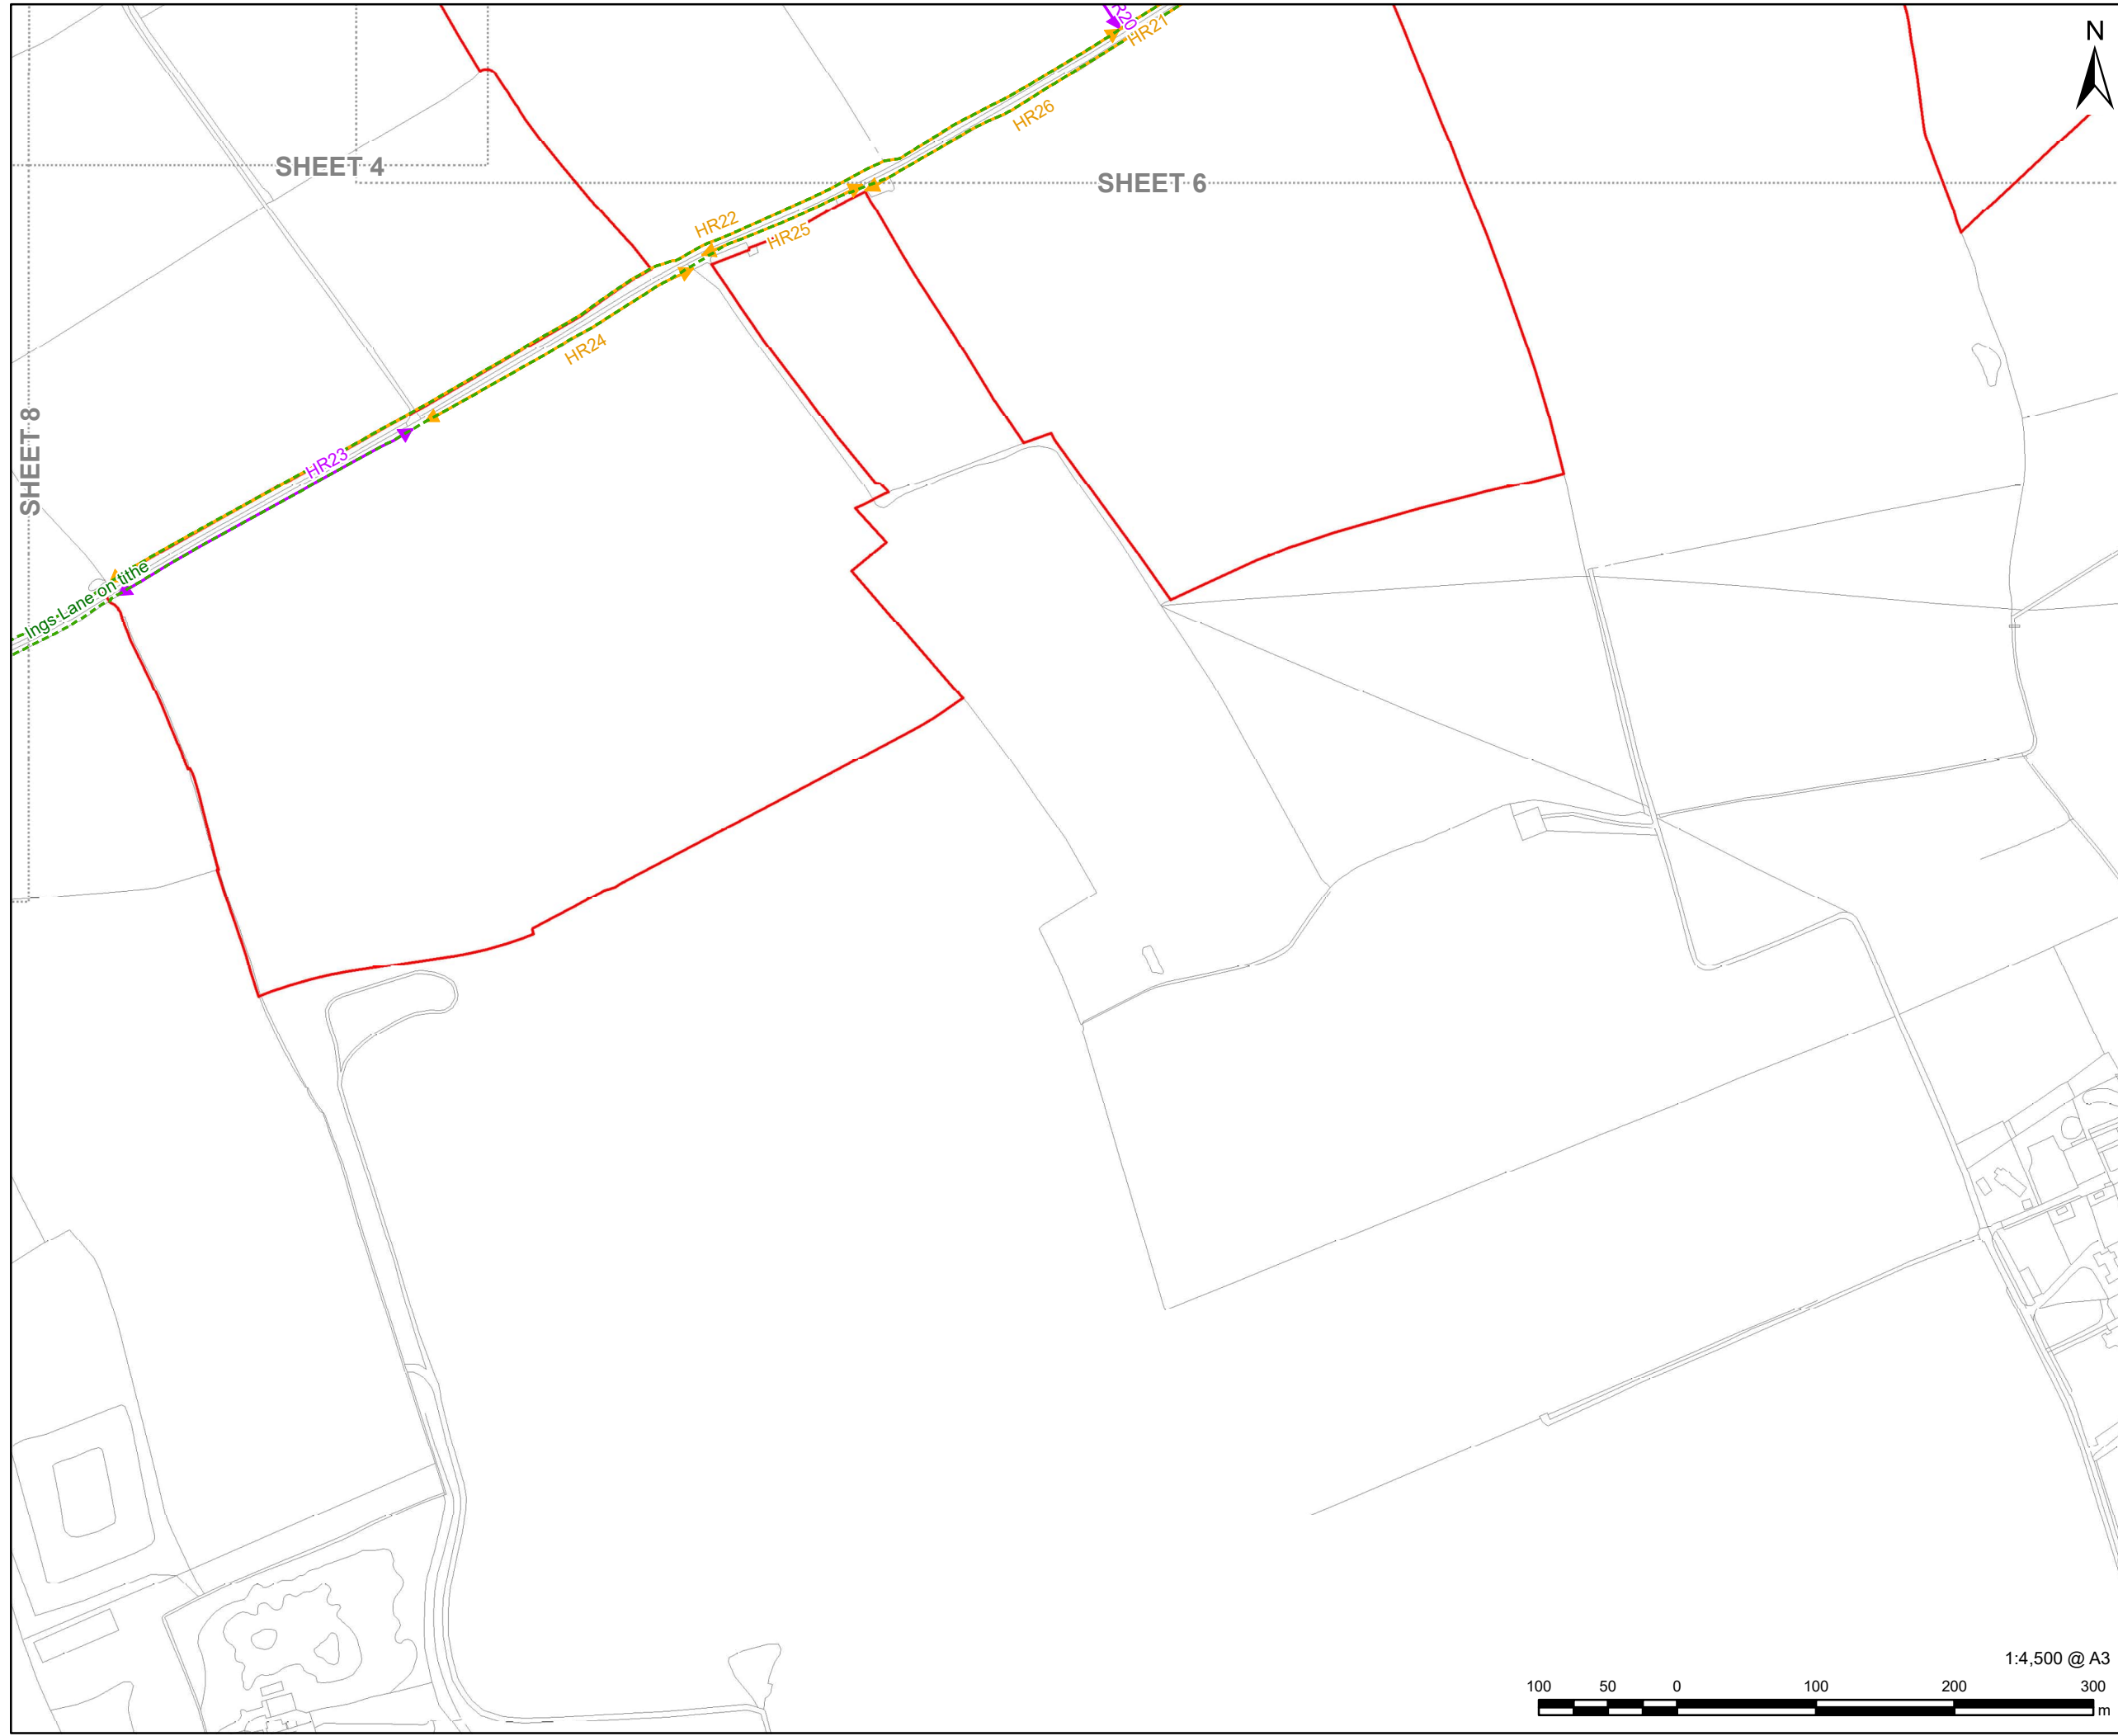 R20
HR21
N
HR26
SHEET 4
SHEET 6
HR22
HR25
HR24
SHEET 8
HR23
Ings Lane on tithe
1:4,500 @ A3
100 50 0 100 200 300
m